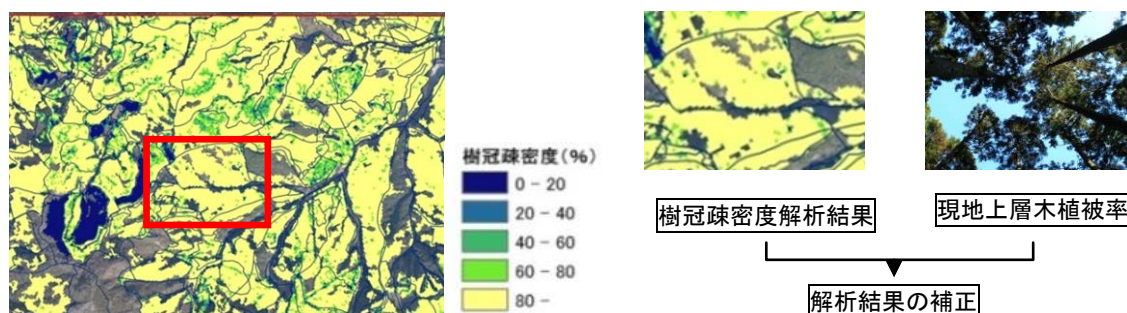 樹冠疎密度(%)
0 - 20
20 - 40
40 - 60
60 - 80
80 -
樹冠疎密度解析結果
現地上層木植被率
解析結果の補正